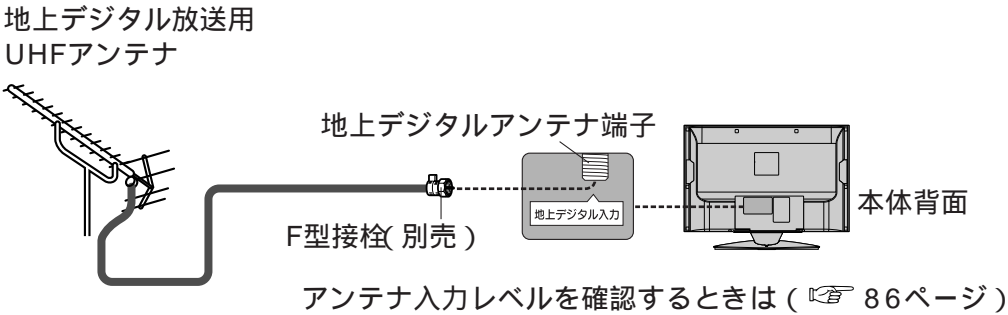 地上デジタル放送用
UHFアンテナ
地上デジタルアンテナ端子
地上デジタル入力
本体背面
F型接栓(別売)
アンテナ入力レベルを確認するときは(☞ 86ページ)